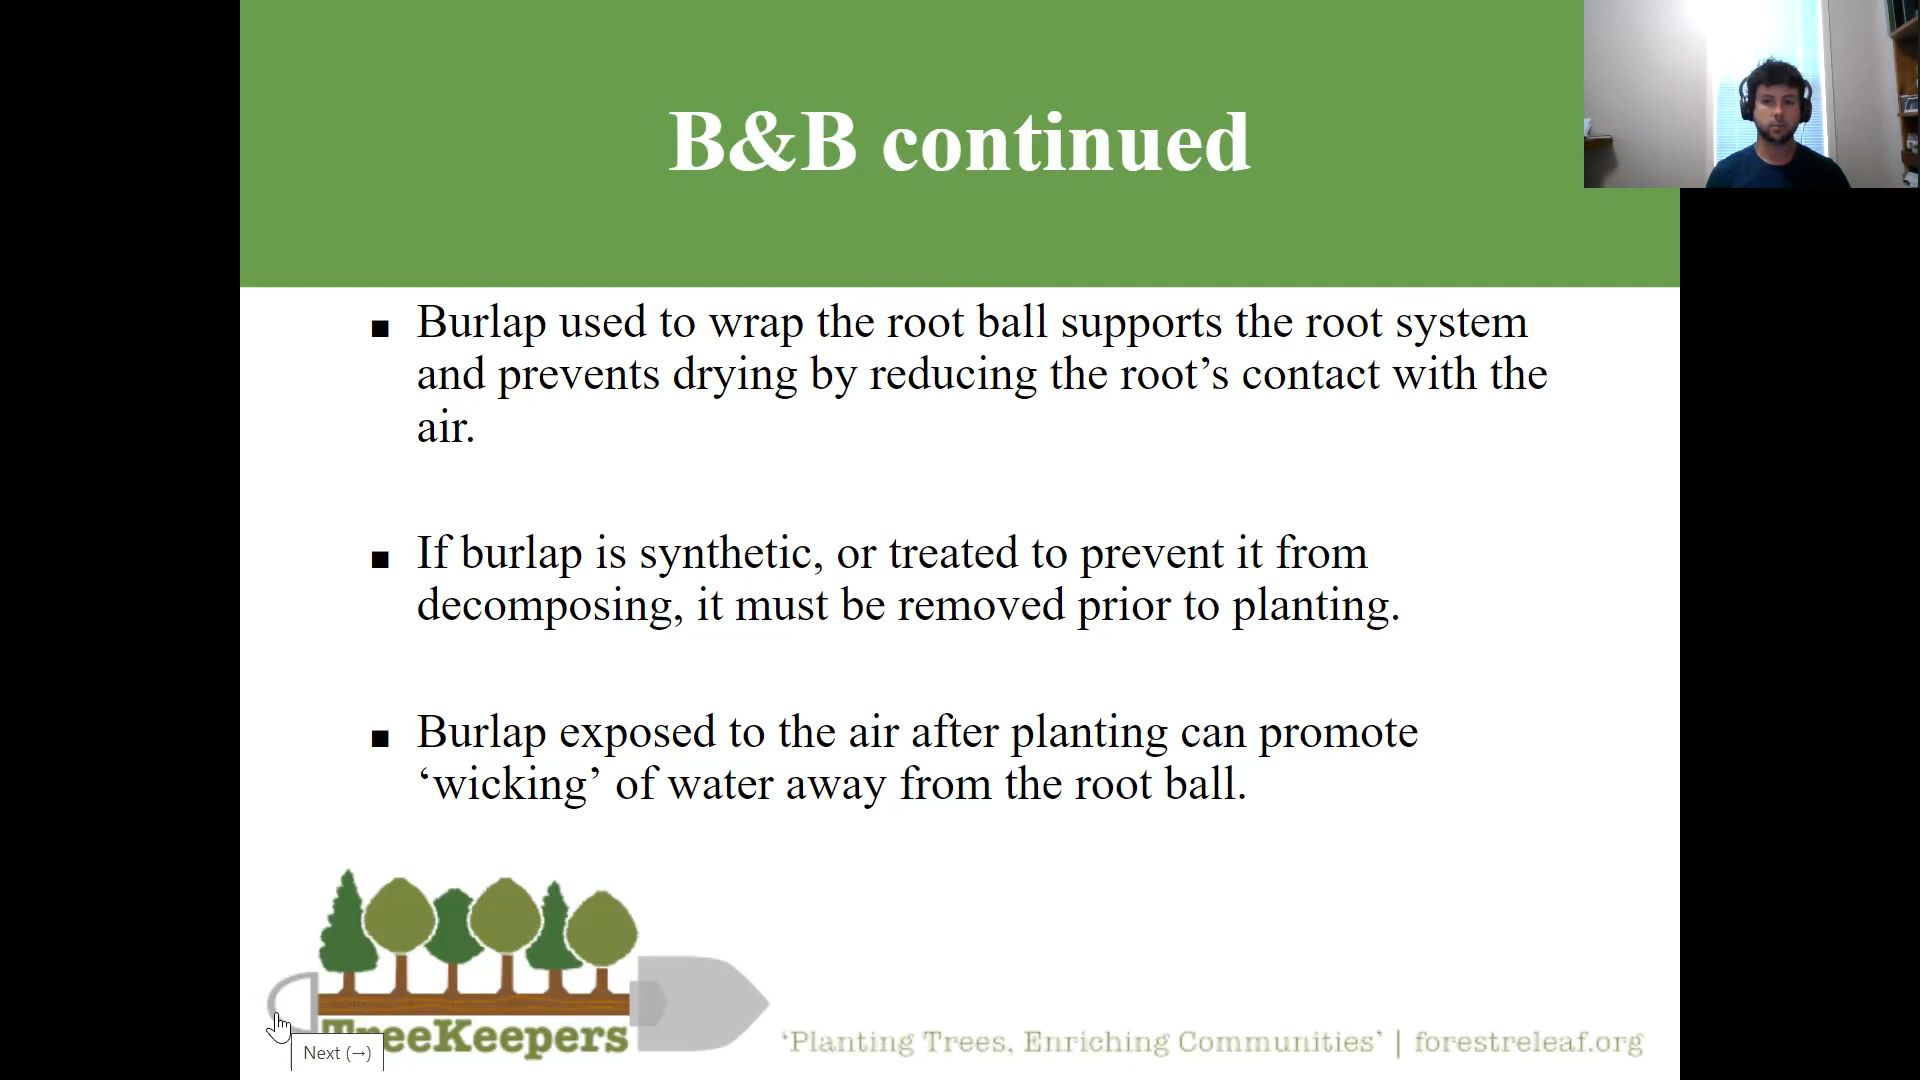 B&B continued
■ Burlap used to wrap the root ball supports the root system
and prevents drying by reducing the root’s contact with the
air.
■ If burlap is synthetic, or treated to prevent it from
decomposing, it must be removed prior to planting.
■ Burlap exposed to the air after planting can promote
‘wicking’ of water away from the root ball.
TreeKeepers
Next (→)
‘Planting Trees, Enriching Communities’ | forestreleaf.org